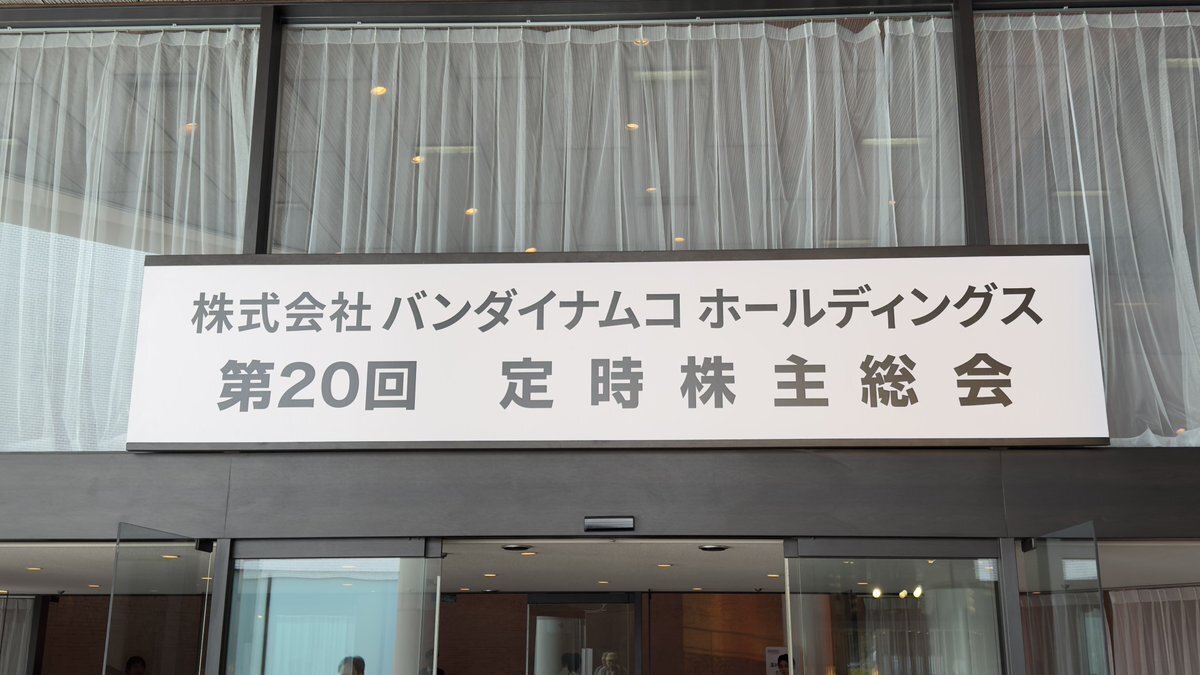 株式会社 バンダイナムコ ホールディングス
第20回 定時株主総会